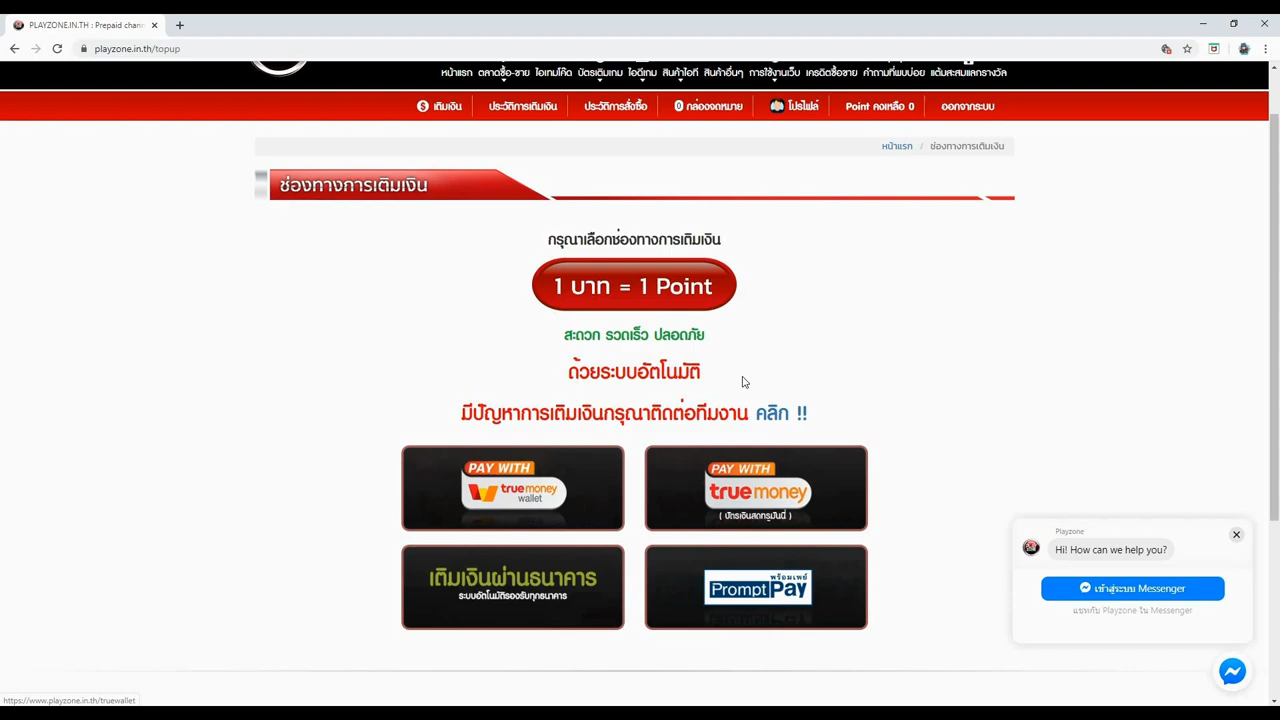 PLAYZONE.IN.TH : Prepaid chann
playzone.in.th/topup
หน้าแรก ตลาดซื้อ-ขาย ไอเทมโค๊ด บัตรเติมเกม ไอดีเกม สินค้าไอที สินค้าอื่นๆ การใช้งานเว็บ เครดิตซื้อขาย คำถามที่พบบ่อย แต้มสะสมแลกรางวัล
เติมเงิน ประวัติการเติมเงิน ประวัติการสั่งซื้อ 0 กล่องจดหมาย โปรไฟล์ Point คงเหลือ 0 ออกจากระบบ
หน้าแรก / ช่องทางการเติมเงิน
ช่องทางการเติมเงิน
กรุณาเลือกช่องทางการเติมเงิน
1 บาท = 1 Point
สะดวก รวดเร็ว ปลอดภัย
ด้วยระบบอัตโนมัติ
มีปัญหาการเติมเงินกรุณาติดต่อทีมงาน คลิก !!
PAY WITH
truemoney
wallet
PAY WITH
truemoney
( บัตรเงินสดทรูมันนี่ )
เติมเงินผ่านธนาคาร
ระบบอัตโนมัติรองรับทุกธนาคาร
พร้อมเพย์
PromptPay
Playzone
Hi! How can we help you?
เข้าสู่ระบบ Messenger
แชทกับ Playzone ใน Messenger
https://www.playzone.in.th/truewallet